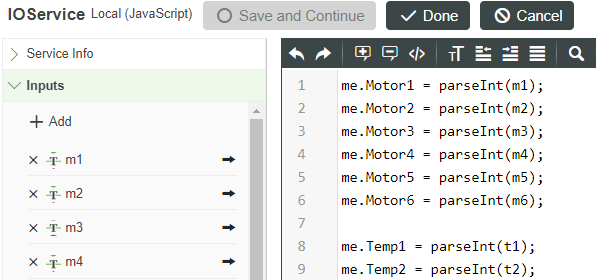 IOService Local (JavaScript) Save and Continue Done Cancel
Service Info
Inputs
Add
m1
m2
m3
m4
1 me.Motor1 = parseInt(m1);
2 me.Motor2 = parseInt(m2);
3 me.Motor3 = parseInt(m3);
4 me.Motor4 = parseInt(m4);
5 me.Motor5 = parseInt(m5);
6 me.Motor6 = parseInt(m6);
7
8 me.Temp1 = parseInt(t1);
9 me.Temp2 = parseInt(t2);